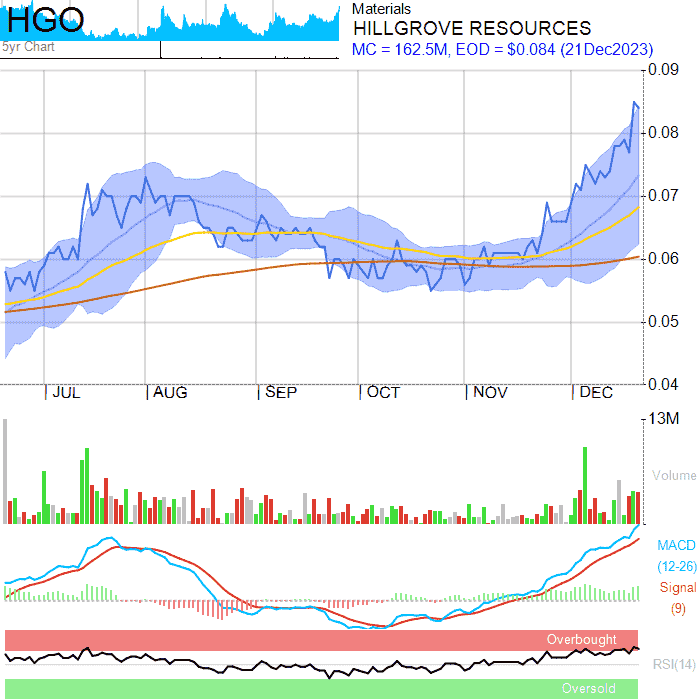 HGO
5yr Chart
Materials
HILLGROVE RESOURCES
MC = 162.5M, EOD = $0.084 (21Dec2023)
0.09
0.08
0.07
0.06
0.05
0.04
JUL AUG SEP OCT NOV DEC
13M
Volume
MACD
(12-26)
Signal
(9)
Overbought
RSI(14)
Oversold